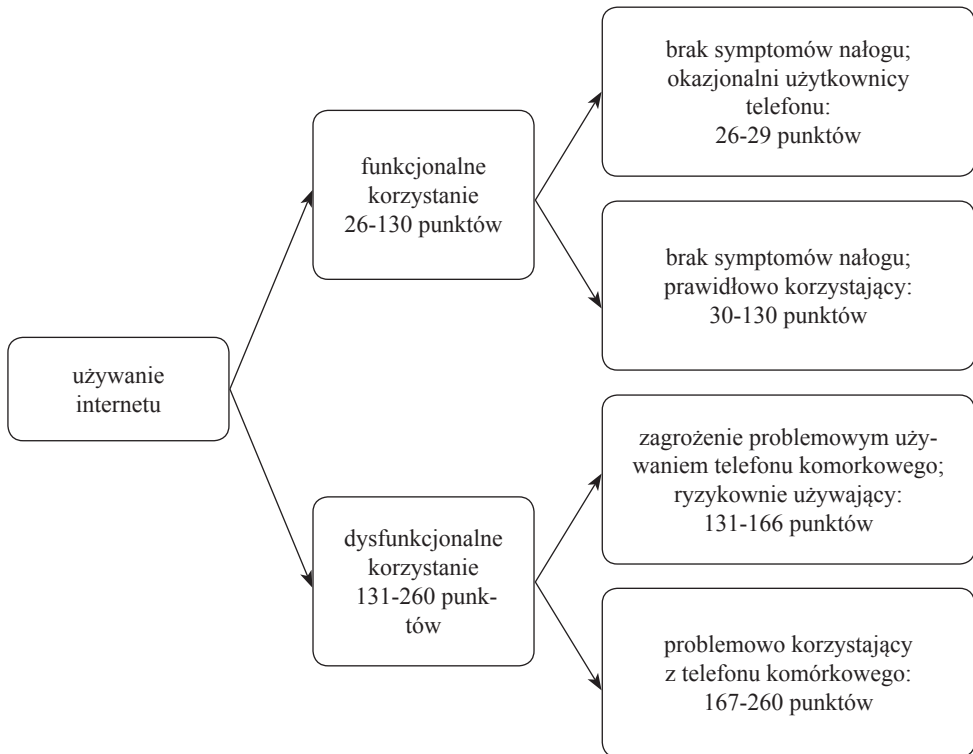 używanie
internetu
funkcjonalne
korzystanie
26-130 punktów
brak symptomów nałogu;
okazjonalni użytkownicy
telefonu:
26-29 punktów
brak symptomów nałogu;
prawidłowo korzystający:
30-130 punktów
dysfunkcjonalne
korzystanie
131-260 punk-
tów
zagrożenie problemowym uży-
waniem telefonu komorkowego;
ryzykownie używający:
131-166 punktów
problemowo korzystający
z telefonu komórkowego:
167-260 punktów